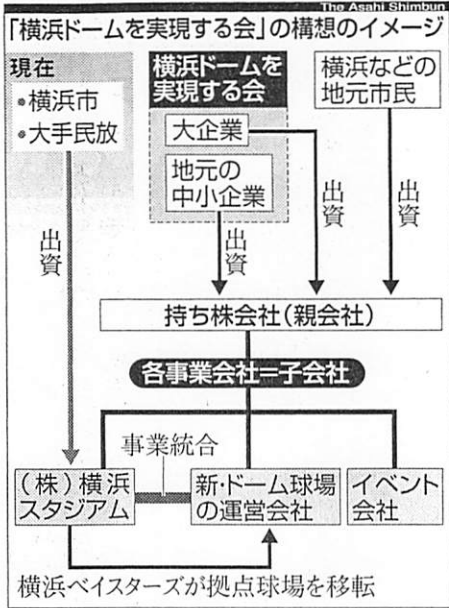 The Asahi Shimbun
「横浜ドームを実現する会」の構想のイメージ
現在
•横浜市
•大手民放
横浜ドームを
実現する会
大企業
地元の
中小企業
横浜などの
地元市民
出資
出資
出資
出資
持ち株会社(親会社)
各事業会社=子会社
事業統合
(株)横浜
スタジアム
新・ドーム球場
の運営会社
イベント
会社
横浜ベイスターズが拠点球場を移転